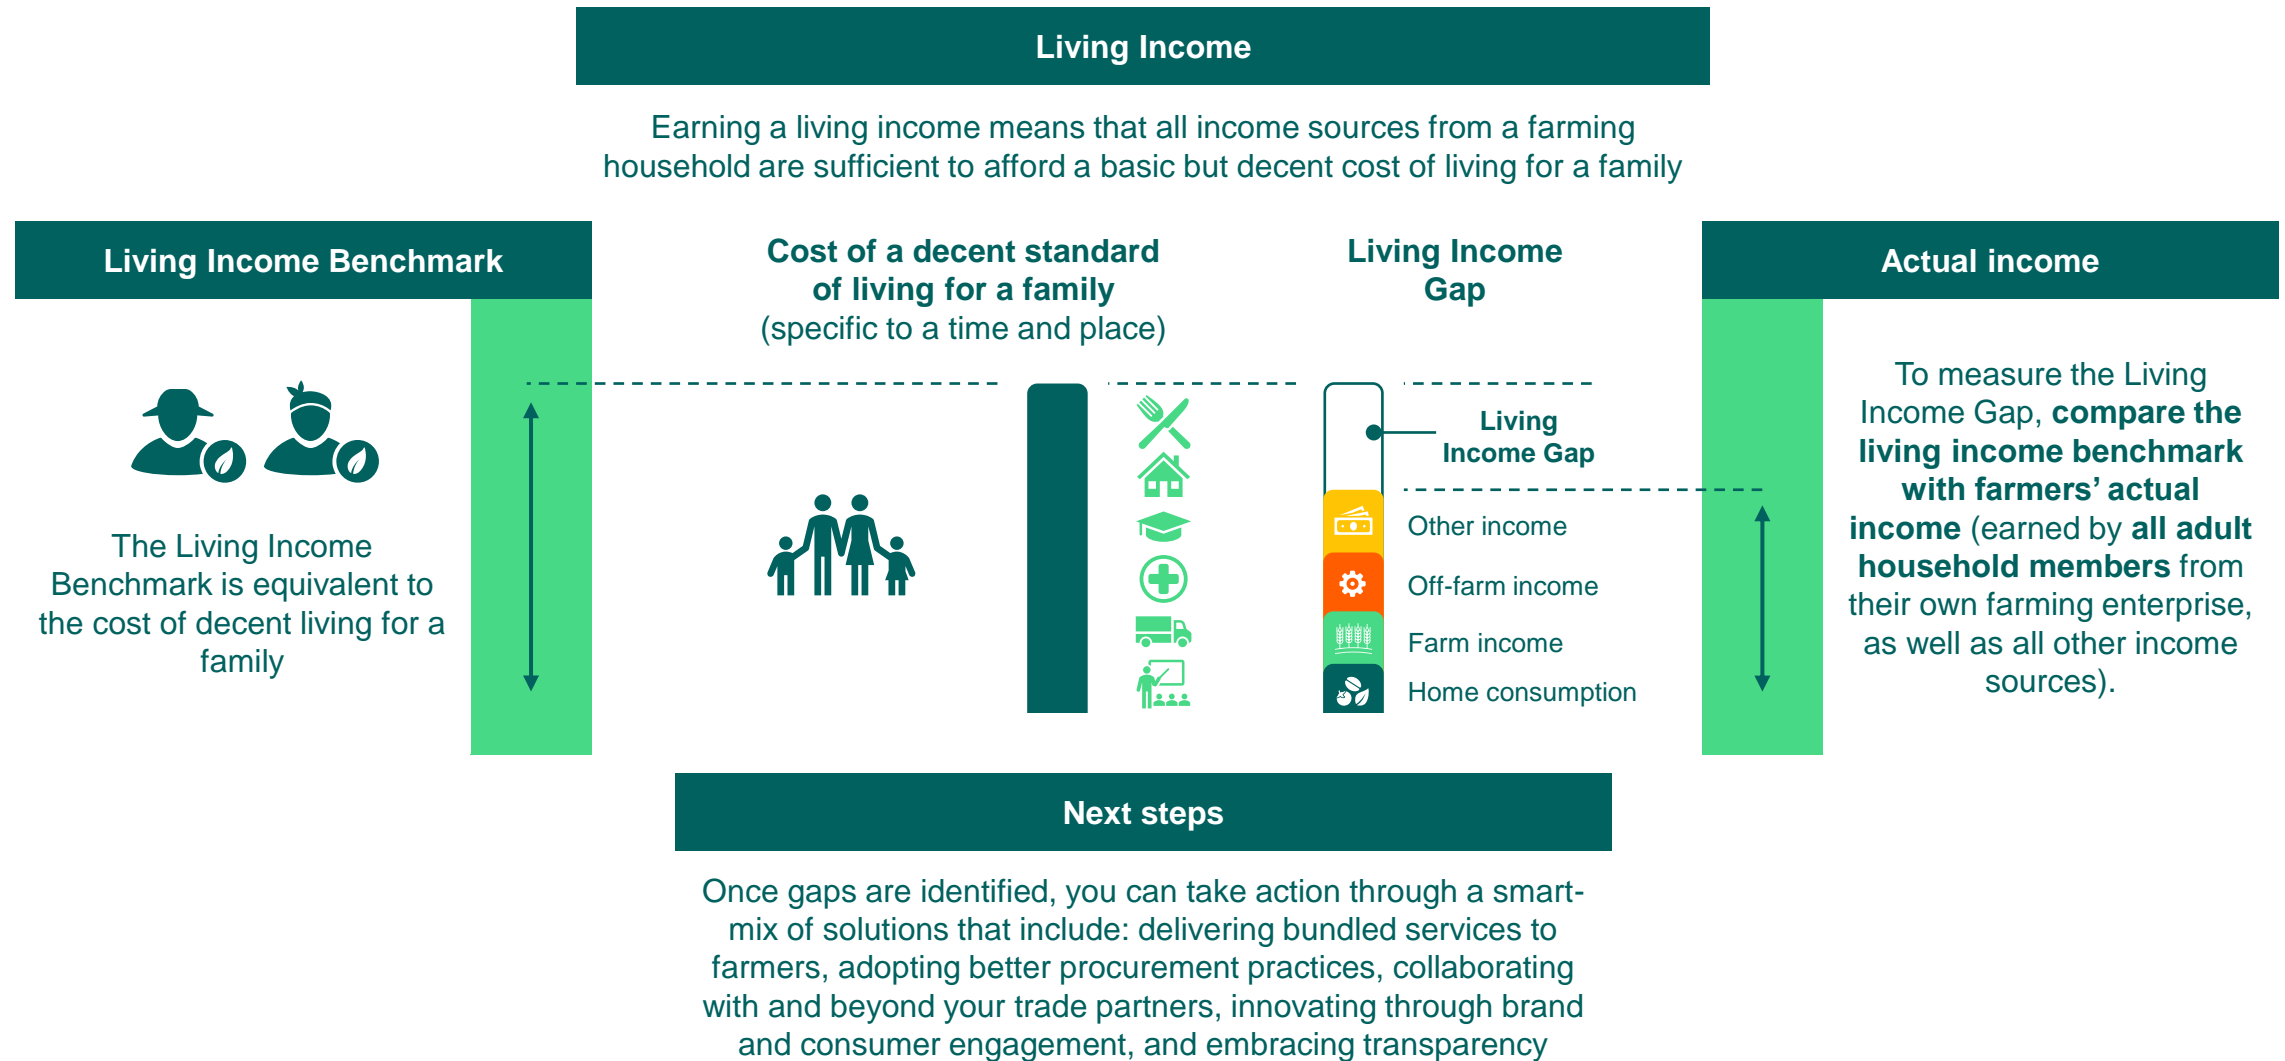 Living Income
Earning a living income means that all income sources from a farming
household are sufficient to afford a basic but decent cost of living for a family
Living Income Benchmark
The Living Income
Benchmark is equivalent to
the cost of decent living for a
family
Cost of a decent standard
of living for a family
(specific to a time and place)
Living Income
Gap
Living
Income Gap
Other income
Off-farm income
Farm income
Home consumption
Actual income
To measure the Living
Income Gap, compare the
living income benchmark
with farmers’ actual
income (earned by all adult
household members from
their own farming enterprise,
as well as all other income
sources).
Next steps
Once gaps are identified, you can take action through a smart-
mix of solutions that include: delivering bundled services to
farmers, adopting better procurement practices, collaborating
with and beyond your trade partners, innovating through brand
and consumer engagement, and embracing transparency